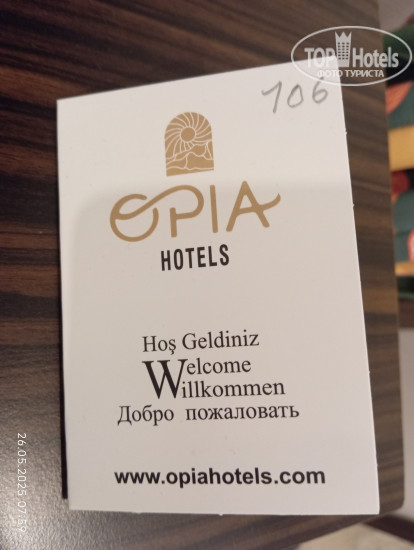 TOP Hotels
ФОТО ТУРИСТА
106
OPIA
HOTELS
Hoş Geldiniz
Welcome
Willkommen
Добро пожаловать
www.opiahotels.com
26.05.2025 07:59